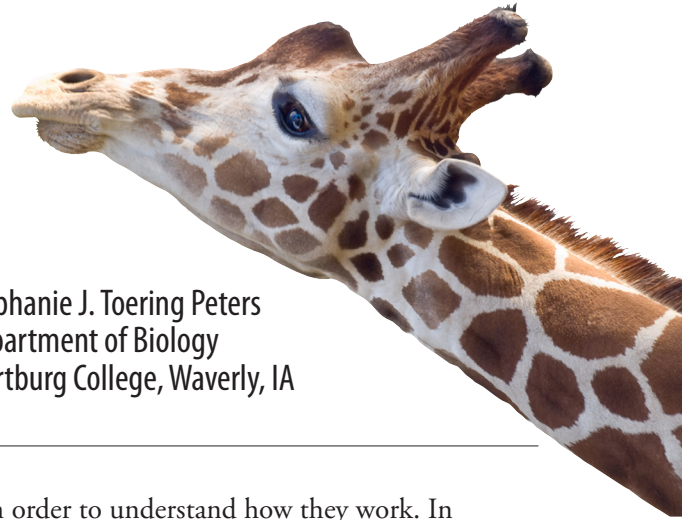 phanie J. Toering Peters
partment of Biology
rtburg College, Waverly, IA
n order to understand how they work. In